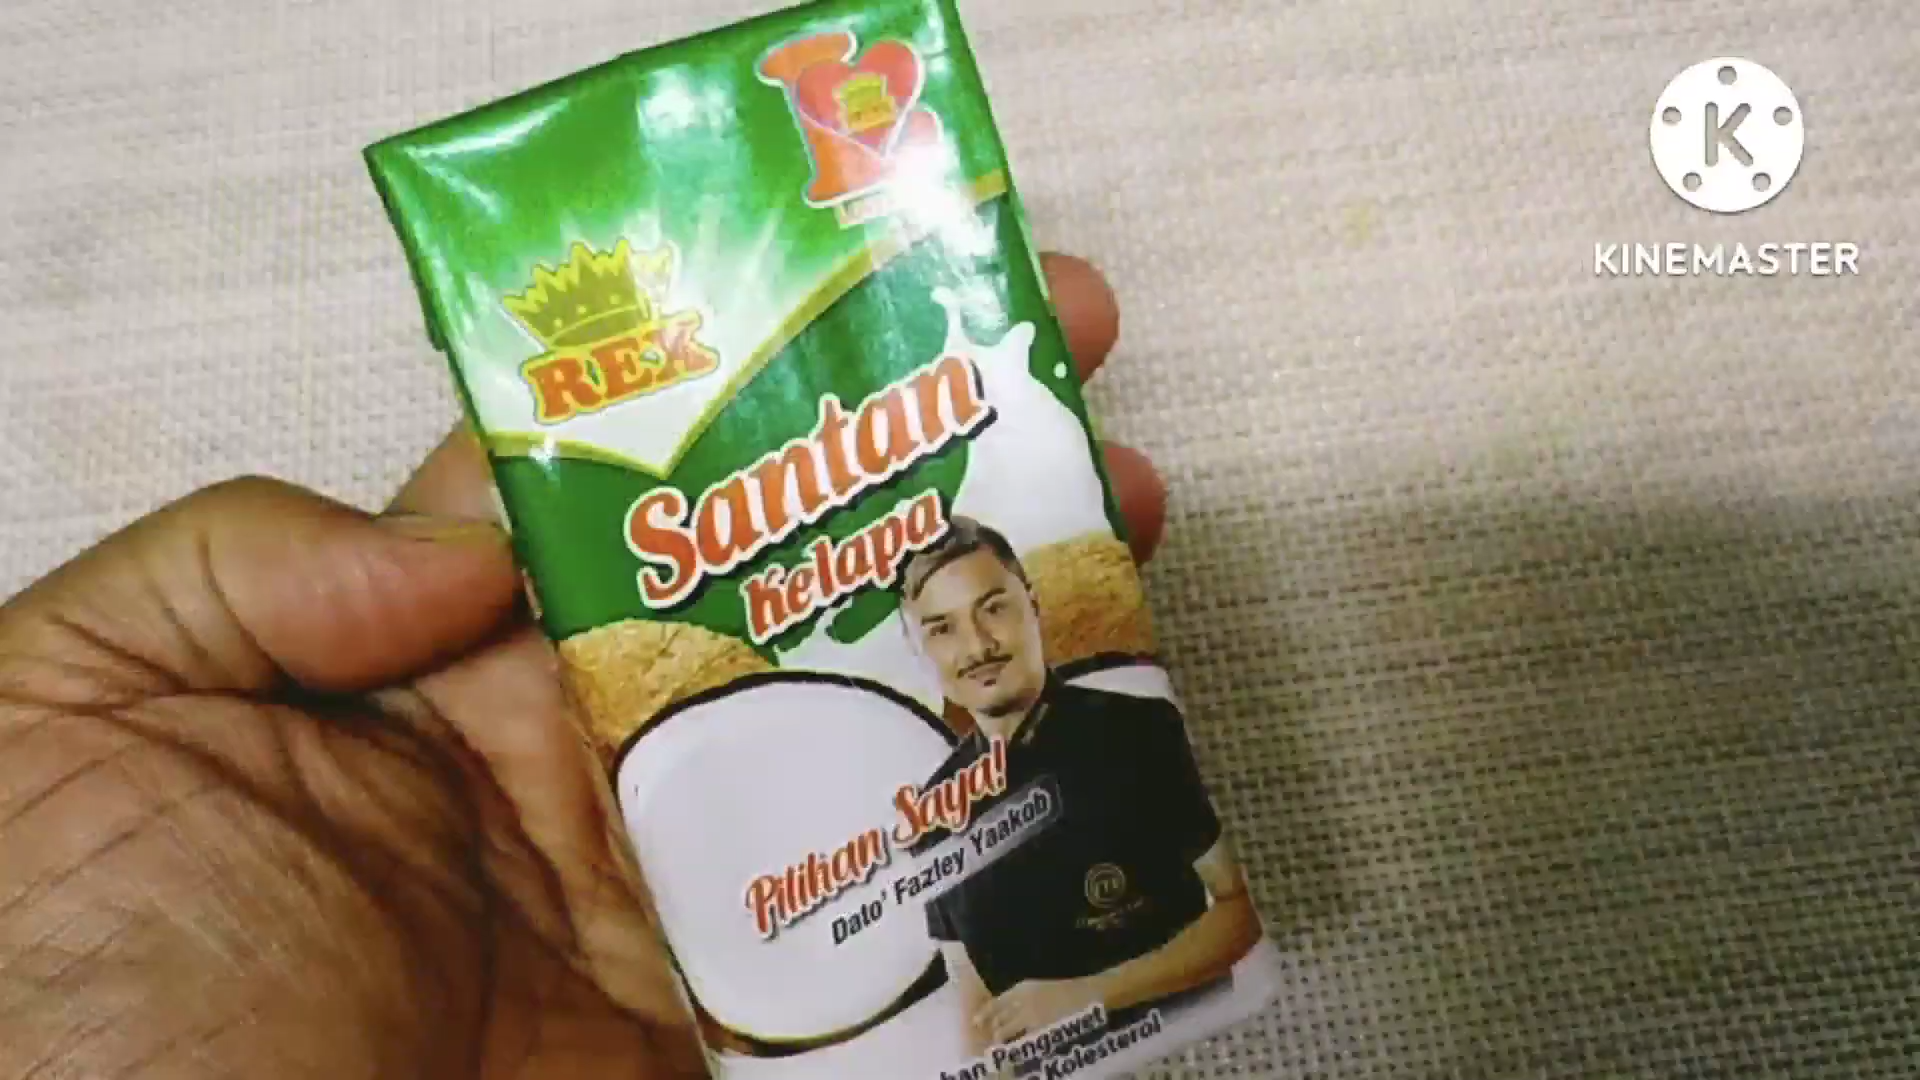 KINEMASTER
REX
Santan
Kelapa
Pilihan Saya!
Dato' Fazley Yaakob
Pengawet
Kolesterol